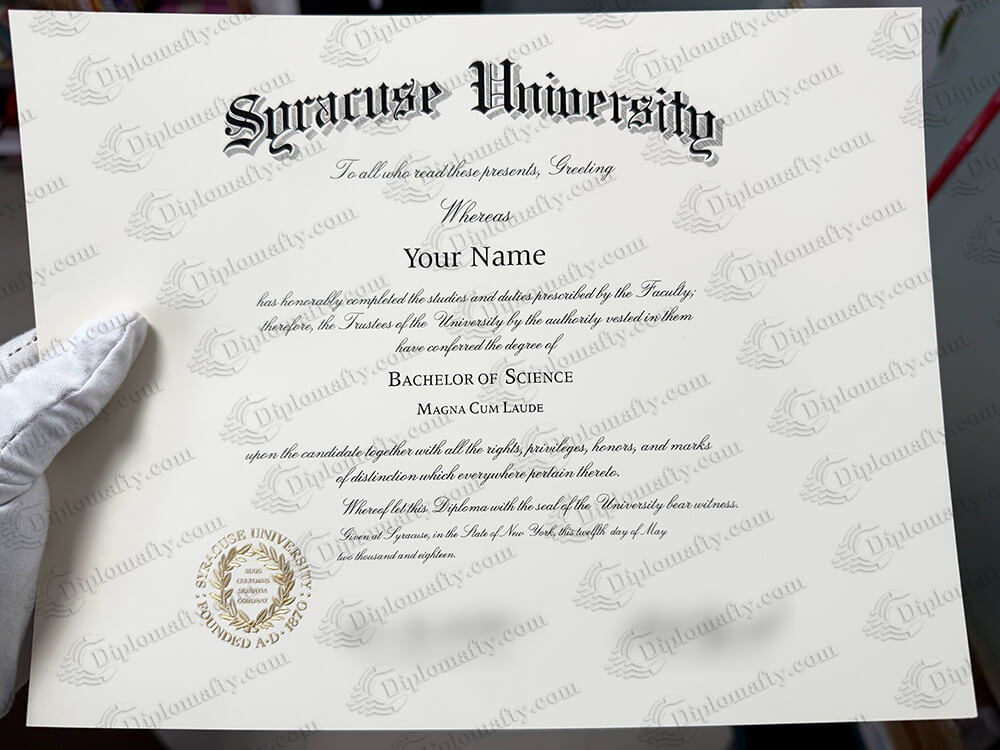 Syracuse University
To all who read these presents, Greeting
Whereas
Your Name
has honorably completed the studies and duties prescribed by the Faculty;
therefore, the Trustees of the University by the authority vested in them
have conferred the degree of
BACHELOR OF SCIENCE
MAGNA CUM LAUDE
upon the candidate together with all the rights, privileges, honors, and marks
of distinction which everywhere pertain thereto.
Whereof let this Diploma with the seal of the University bear witness.
Given at Syracuse, in the State of New York, this twelfth day of May
two thousand and eighteen.
SYRACUSE UNIVERSITY
SUOS
CULTORES
SCIENTIA
CORONAT
FOUNDED A·D·1870
Diplomafty.com